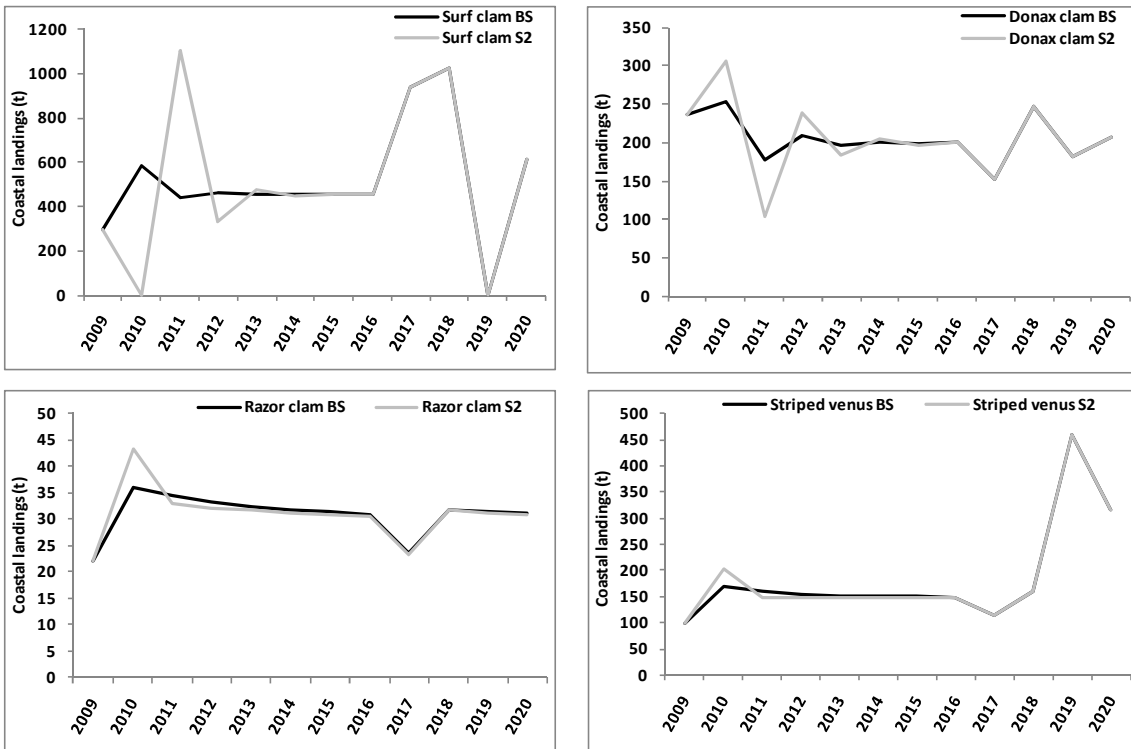 Surf clam BS
Surf clam S2
Coastal landings (t)
1200
1000
800
600
400
200
0
2009 2010 2011 2012 2013 2014 2015 2016 2017 2018 2019 2020
Donax clam BS
Donax clam S2
Coastal landings (t)
350
300
250
200
150
100
50
0
2009 2010 2011 2012 2013 2014 2015 2016 2017 2018 2019 2020
Razor clam BS Razor clam S2
Coastal landings (t)
50
45
40
35
30
25
20
15
10
5
0
2009 2010 2011 2012 2013 2014 2015 2016 2017 2018 2019 2020
Striped venus BS Striped venus S2
Coastal landings (t)
500
450
400
350
300
250
200
150
100
50
0
2009 2010 2011 2012 2013 2014 2015 2016 2017 2018 2019 2020